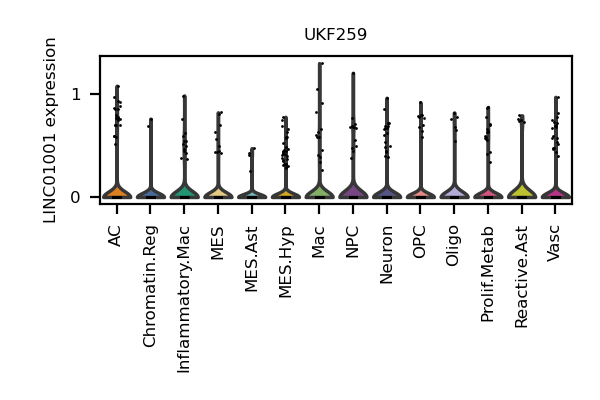 UKF259
LINC01001 expression
1
0
AC
Chromatin.Reg
Inflammatory.Mac
MES
MES.Ast
MES.Hyp
Mac
NPC
Neuron
OPC
Oligo
Prolif.Metab
Reactive.Ast
Vasc